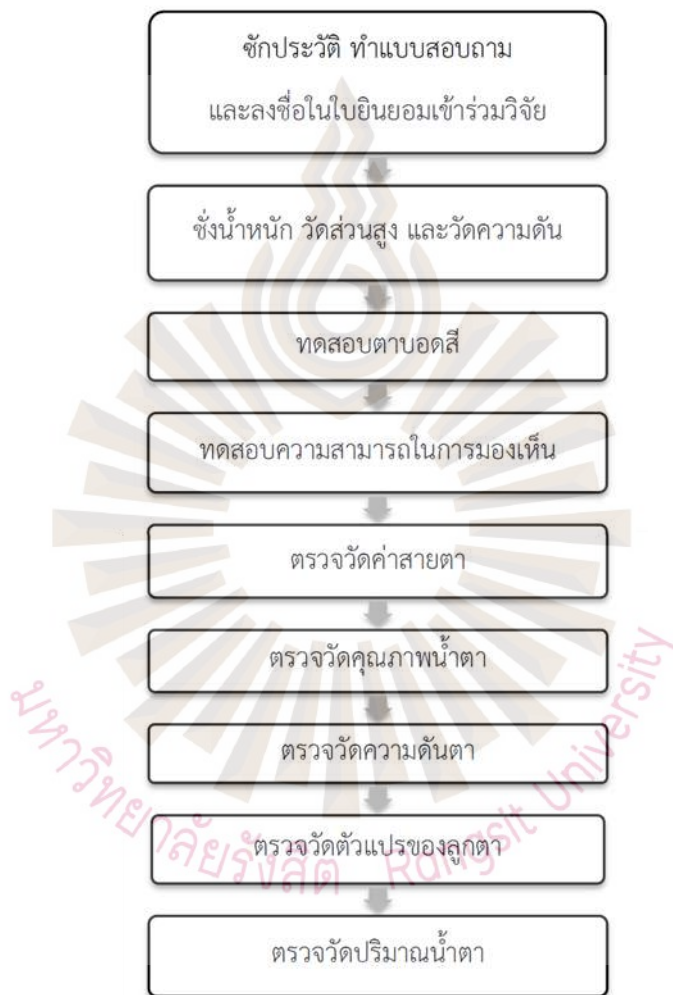 ซักประวัติ ทำแบบสอบถาม
และลงชื่อในใบยินยอมเข้าร่วมวิจัย
ชั่งน้ำหนัก วัดส่วนสูง และวัดความดัน
ทดสอบตาบอดสี
ทดสอบความสามารถในการมองเห็น
ตรวจวัดค่าสายตา
ตรวจวัดคุณภาพน้ำตา
ตรวจวัดความดันตา
ตรวจวัดตัวแปรของลูกตา
ตรวจวัดปริมาณน้ำตา
มหาวิทยาลัยรังสิต Rangsit University